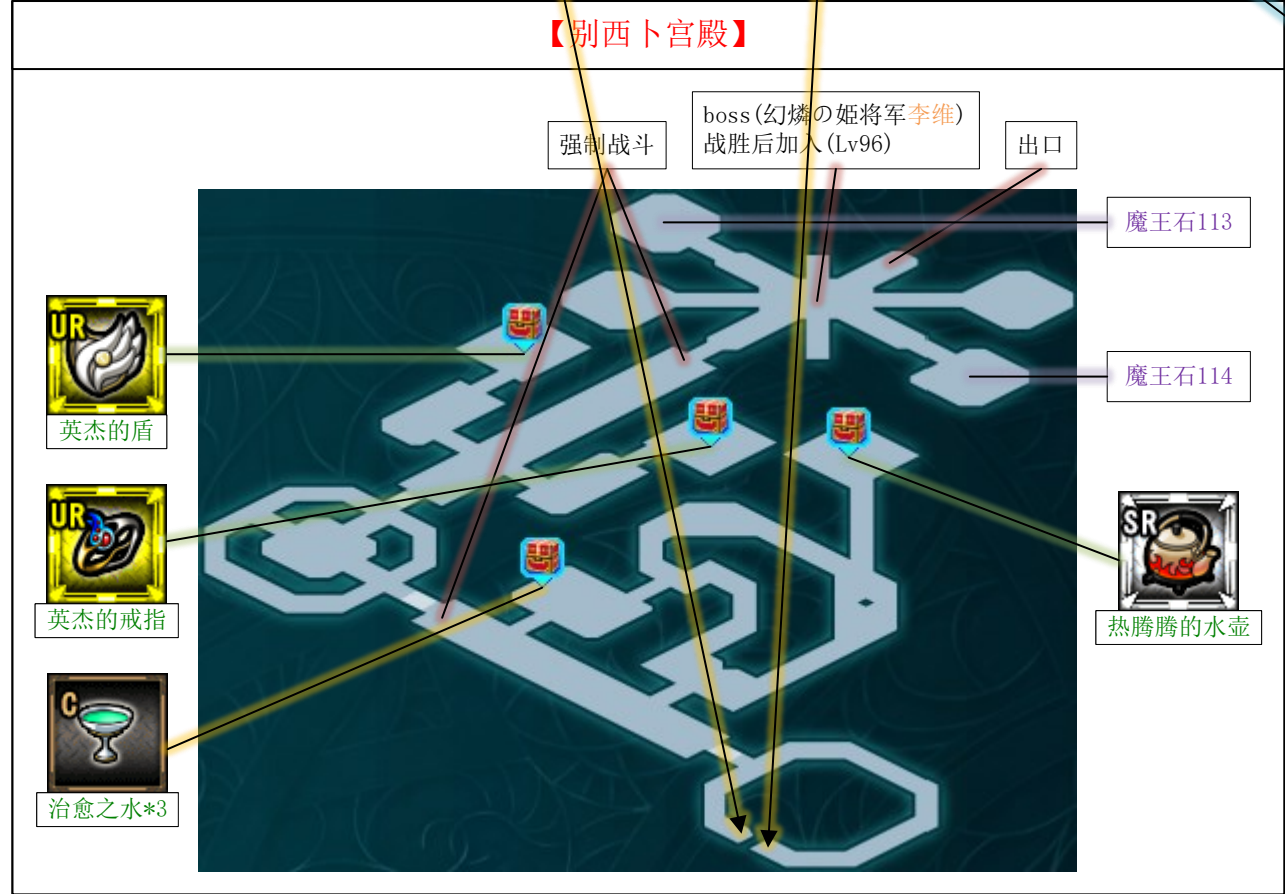 【别西卜宫殿】
boss(幻燐の姫将军李维)
战胜后加入(Lv96)
强制战斗
出口
魔王石113
UR
英杰的盾
魔王石114
UR
英杰的戒指
SR
热腾腾的水壶
C
治愈之水*3